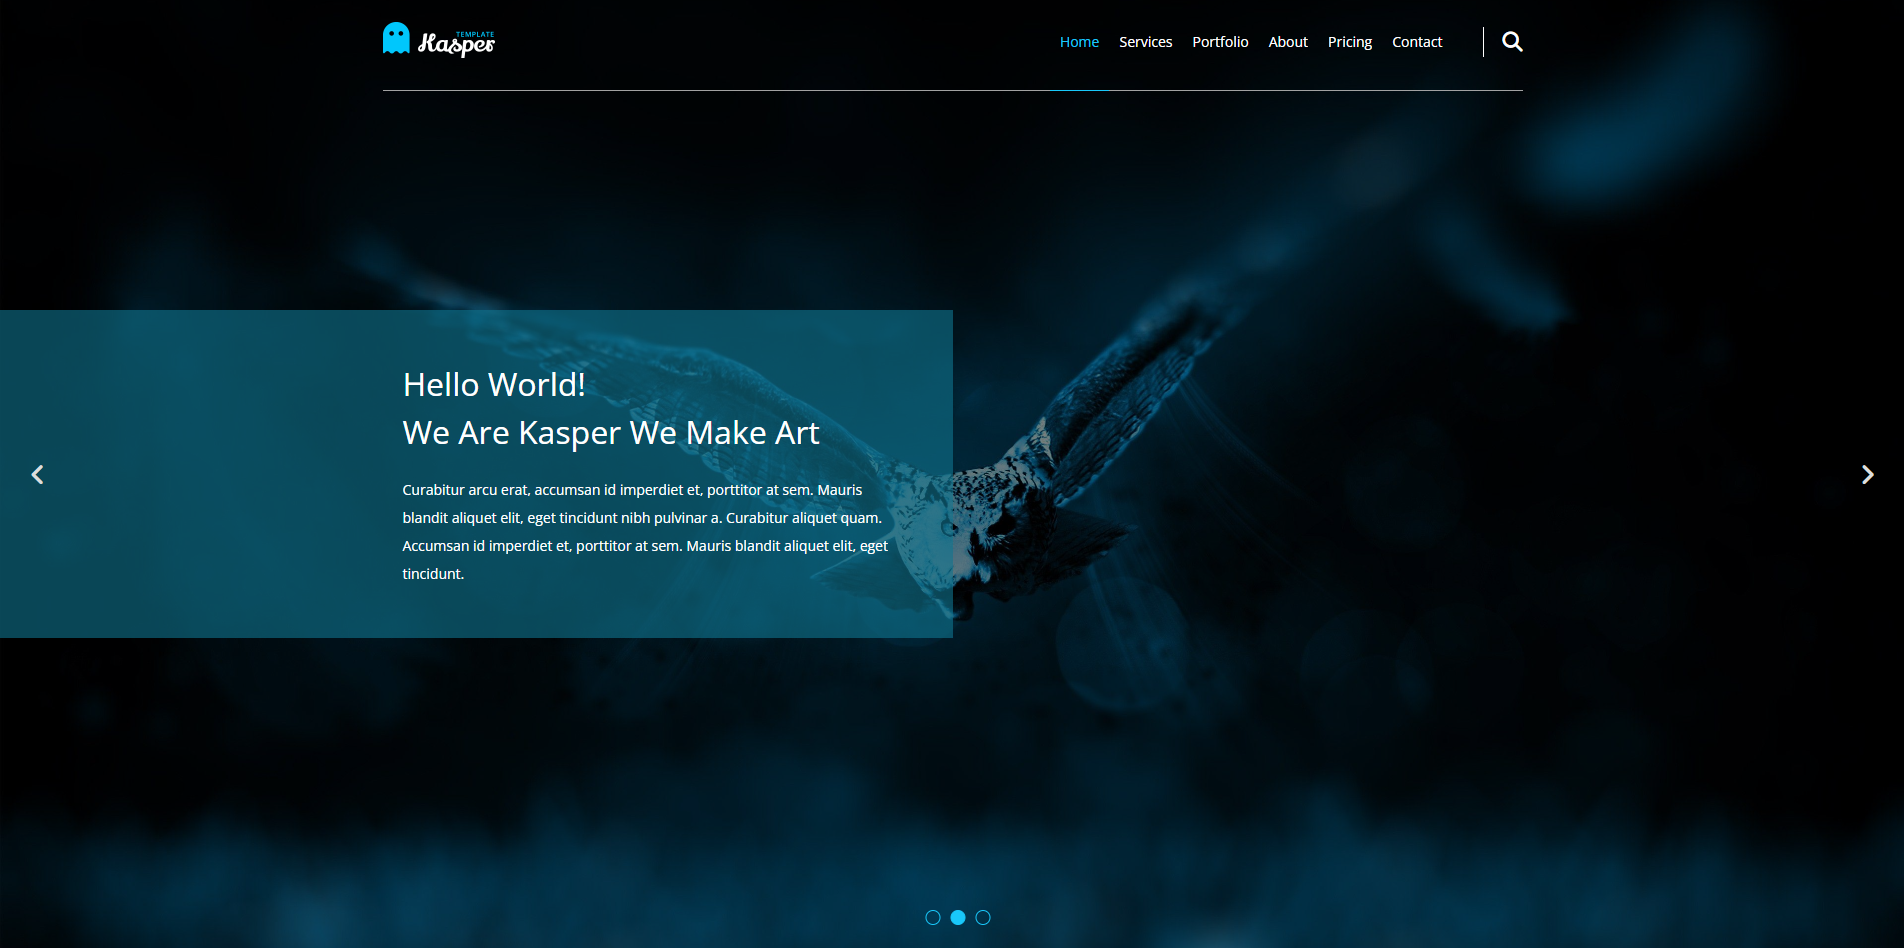 TEMPLATE
Kasper
Home Services Portfolio About Pricing Contact
Hello World!
We Are Kasper We Make Art
Curabitur arcu erat, accumsan id imperdiet et, porttitor at sem. Mauris
blandit aliquet elit, eget tincidunt nibh pulvinar a. Curabitur aliquet quam.
Accumsan id imperdiet et, porttitor at sem. Mauris blandit aliquet elit, eget
tincidunt.